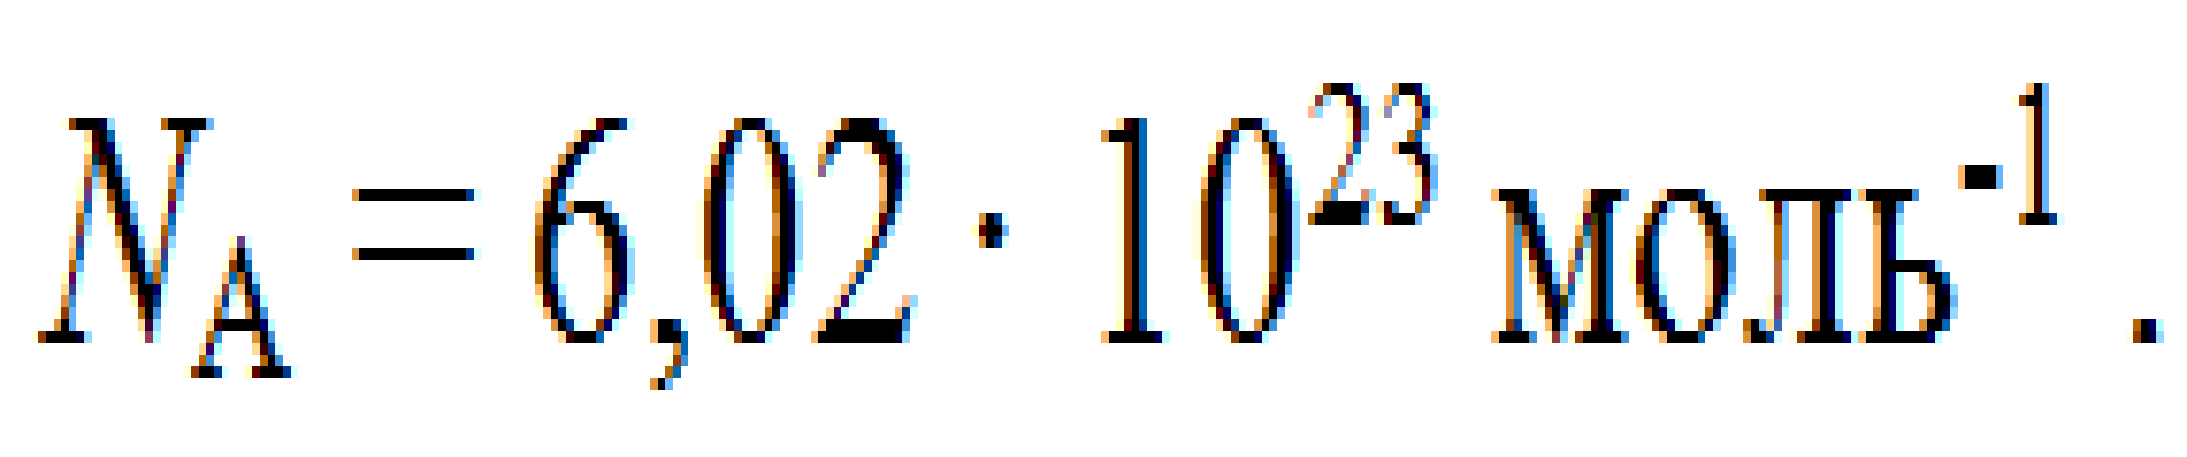 N_A = 6,02 · 10^23 моль^-1 .